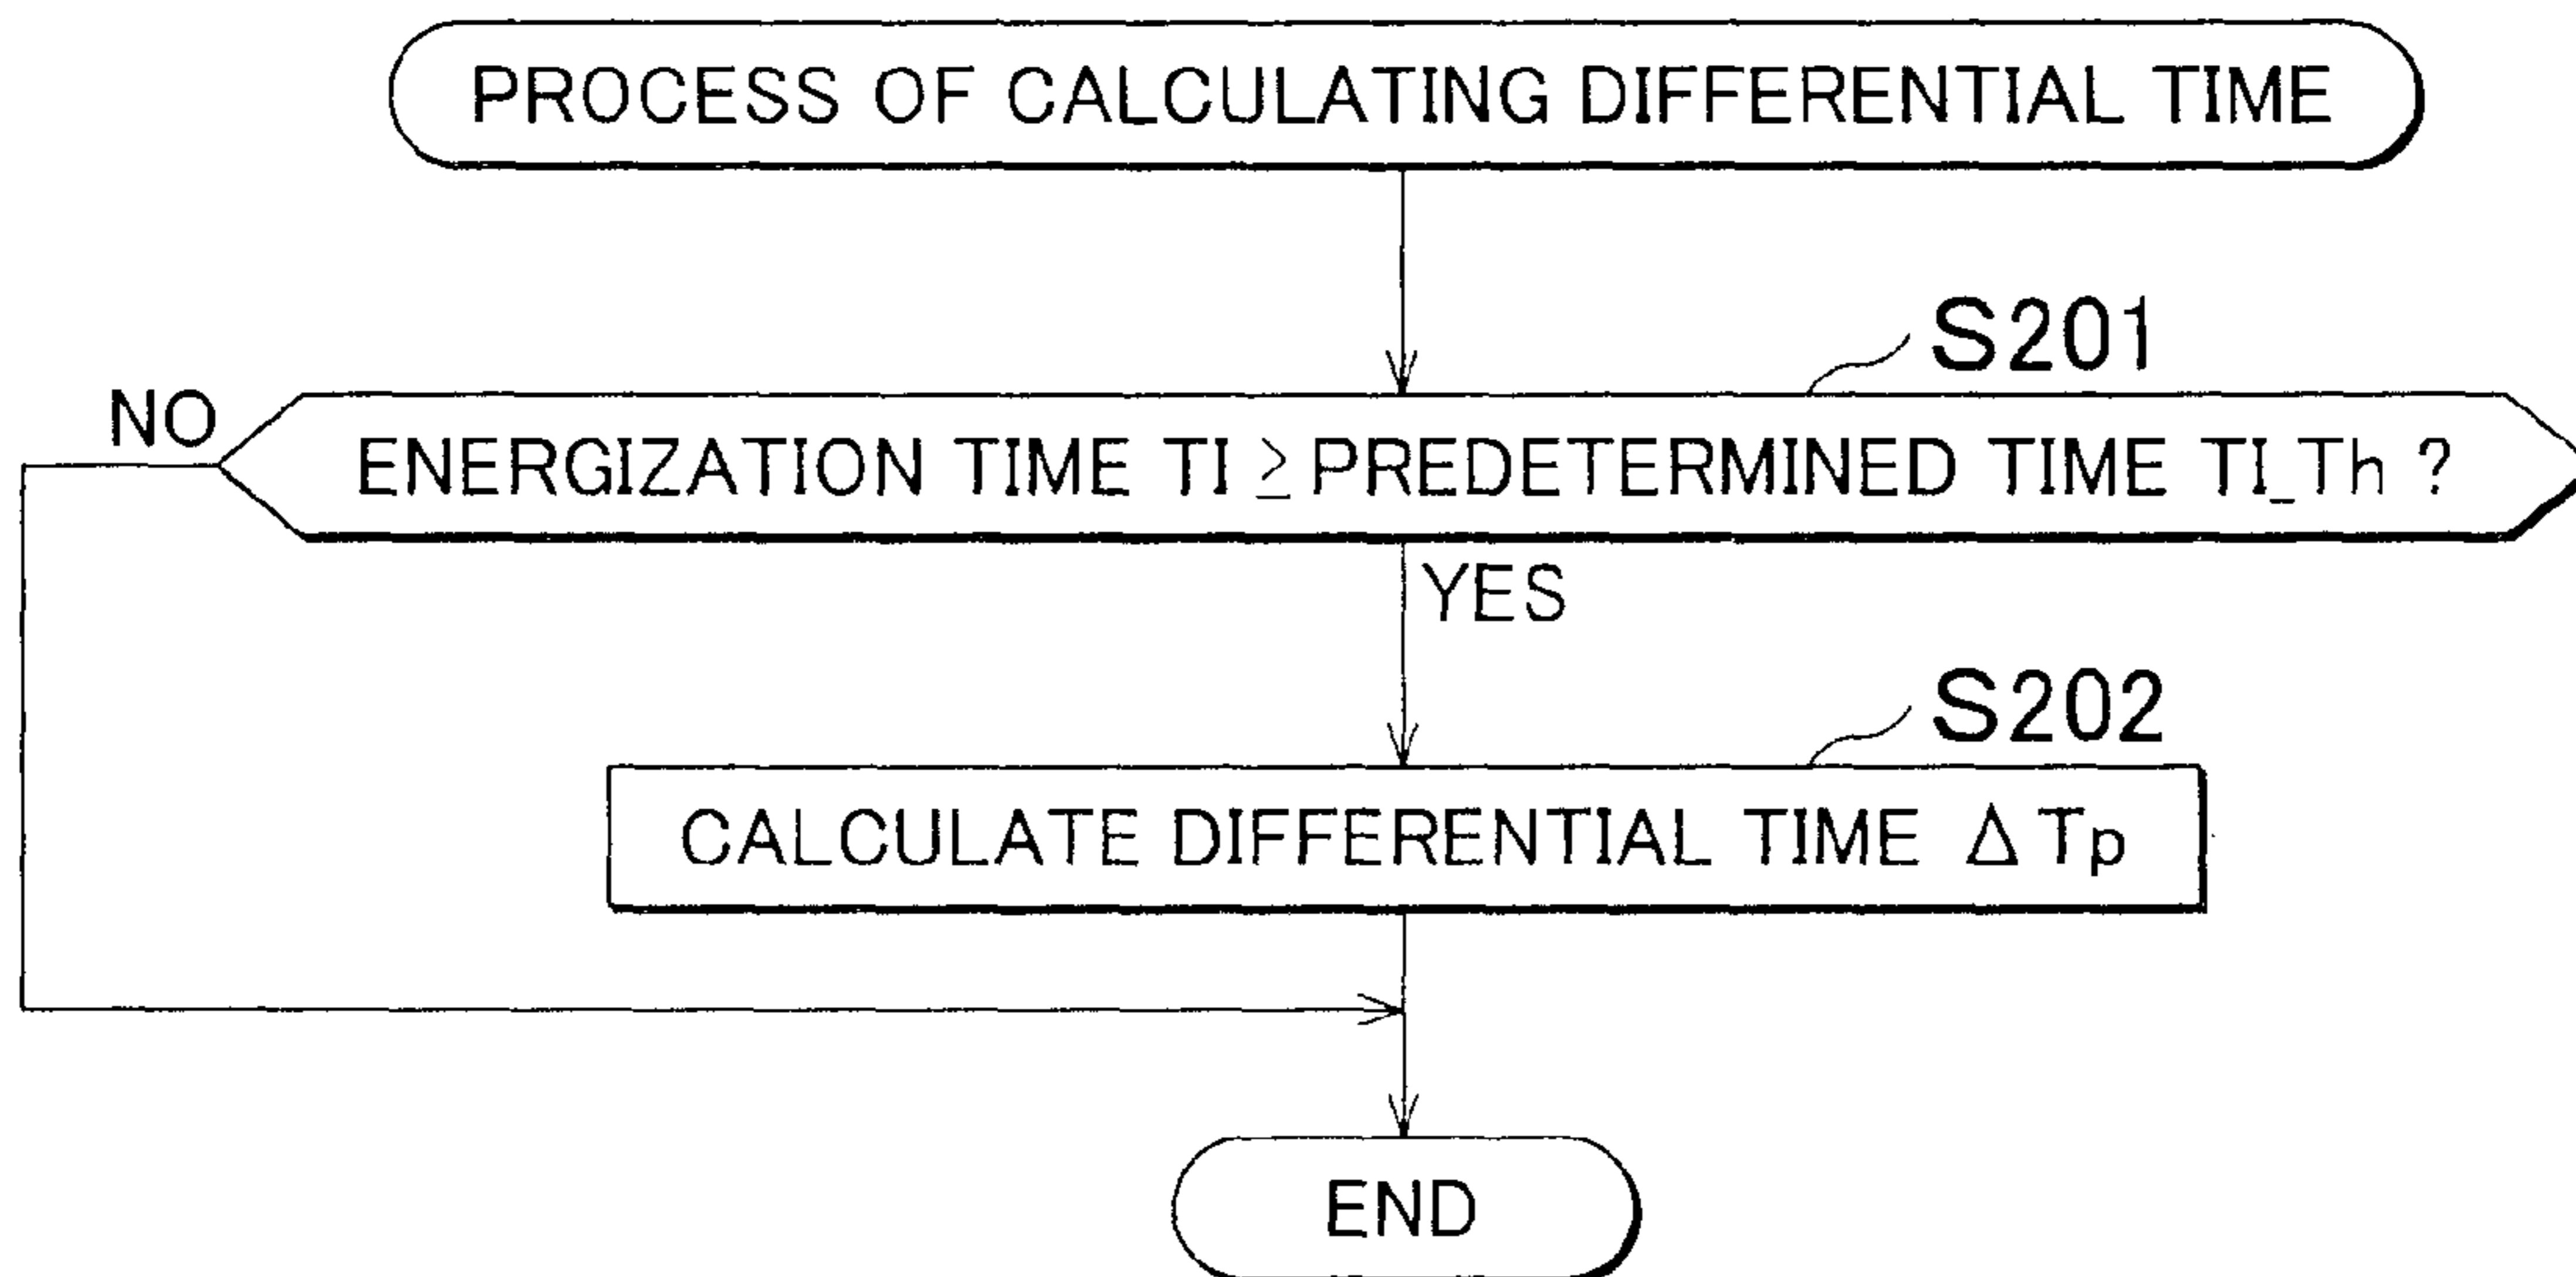 PROCESS OF CALCULATING DIFFERENTIAL TIME
S201
NO
ENERGIZATION TIME TI ≥ PREDETERMINED TIME TI_Th ?
YES
S202
CALCULATE DIFFERENTIAL TIME Δ Tp
END